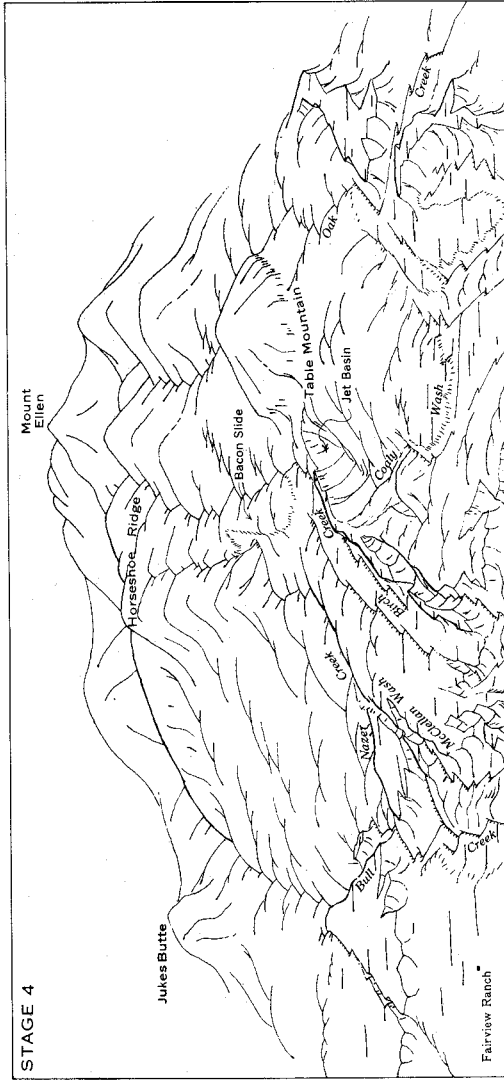 STAGE 4
Mount
Ellen
Jukes Butte
Horseshoe Ridge
Bacon Slide
Table Mountain
Jet Basin
Oak
Creek
Coaly
Wash
Creek
Birch
Creek
Nazer
McClellan Wash
Bull
Creek
Fairview Ranch